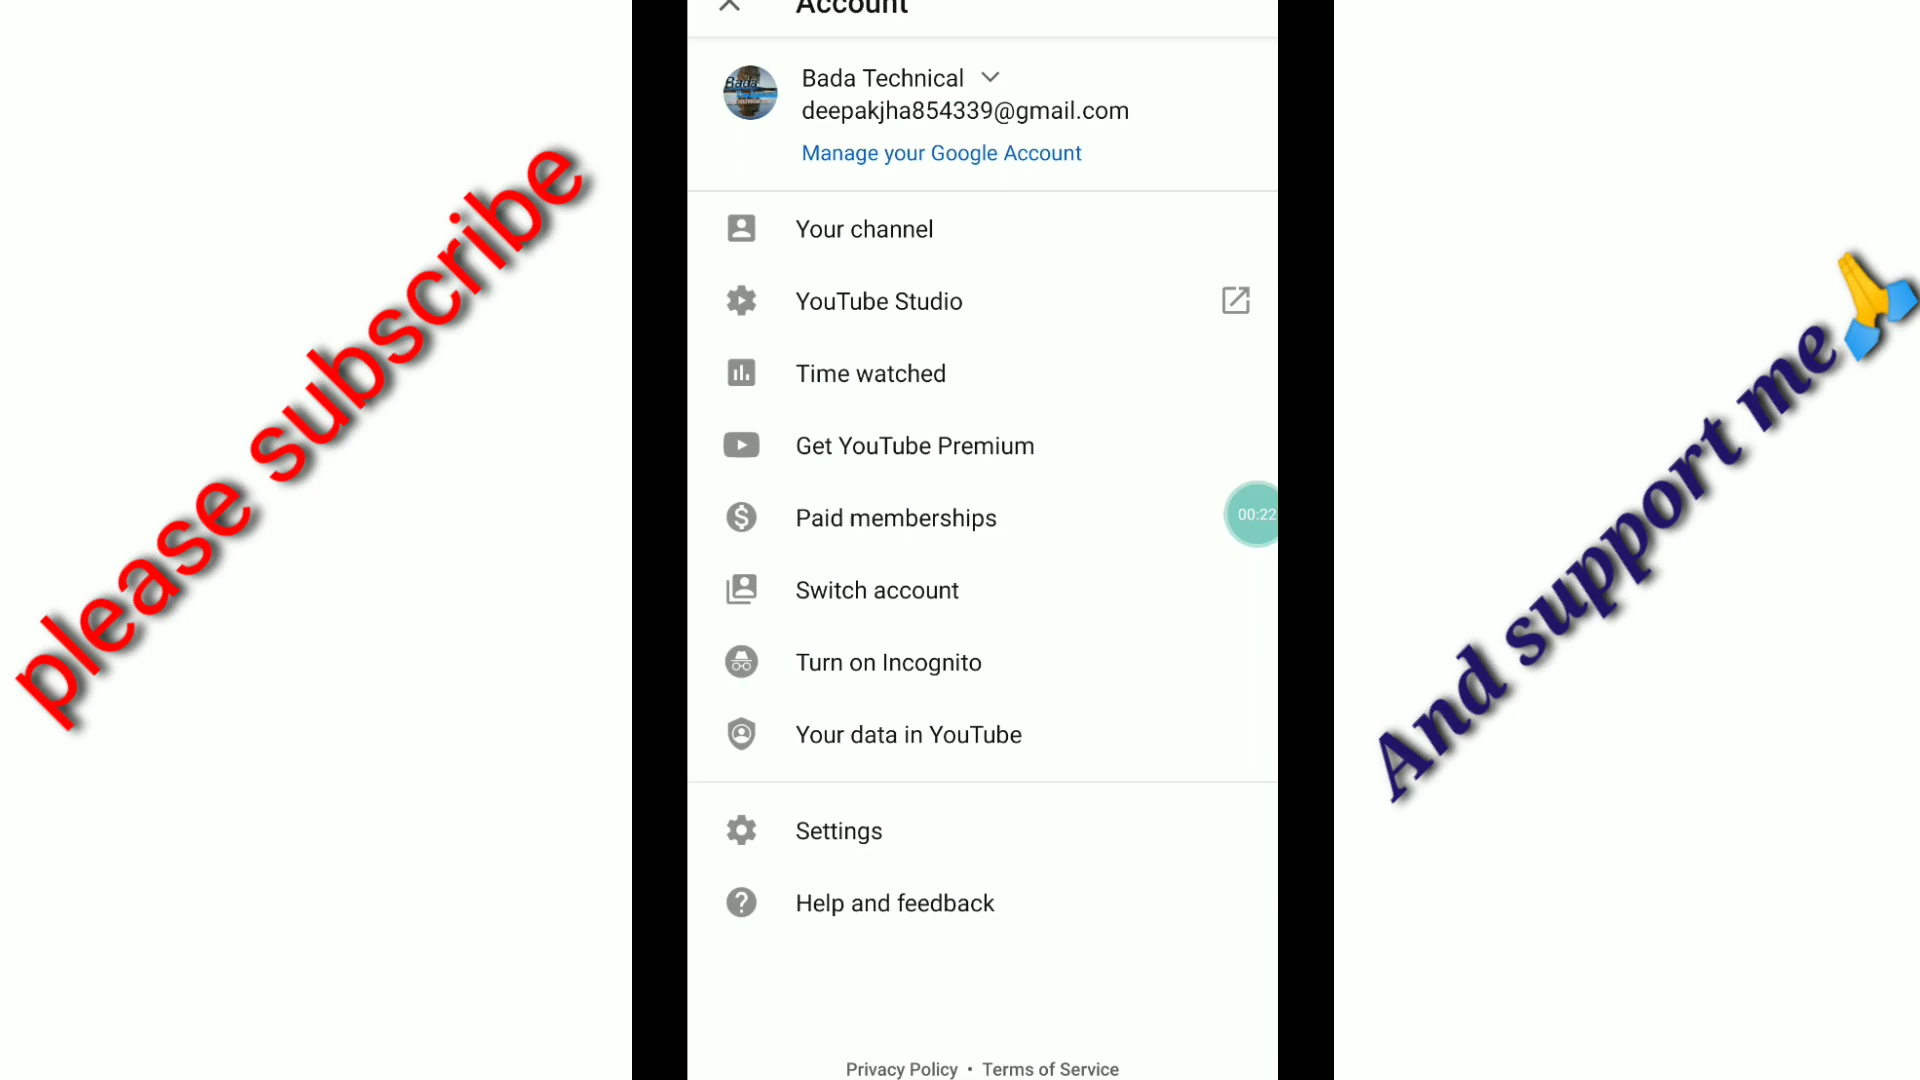 Account
Bada Technical
deepakjha854339@gmail.com
Manage your Google Account
Your channel
YouTube Studio
Time watched
Get YouTube Premium
Paid memberships
00:22
Switch account
Turn on Incognito
Your data in YouTube
Settings
Help and feedback
Privacy Policy • Terms of Service
please subscribe
And support me🙏